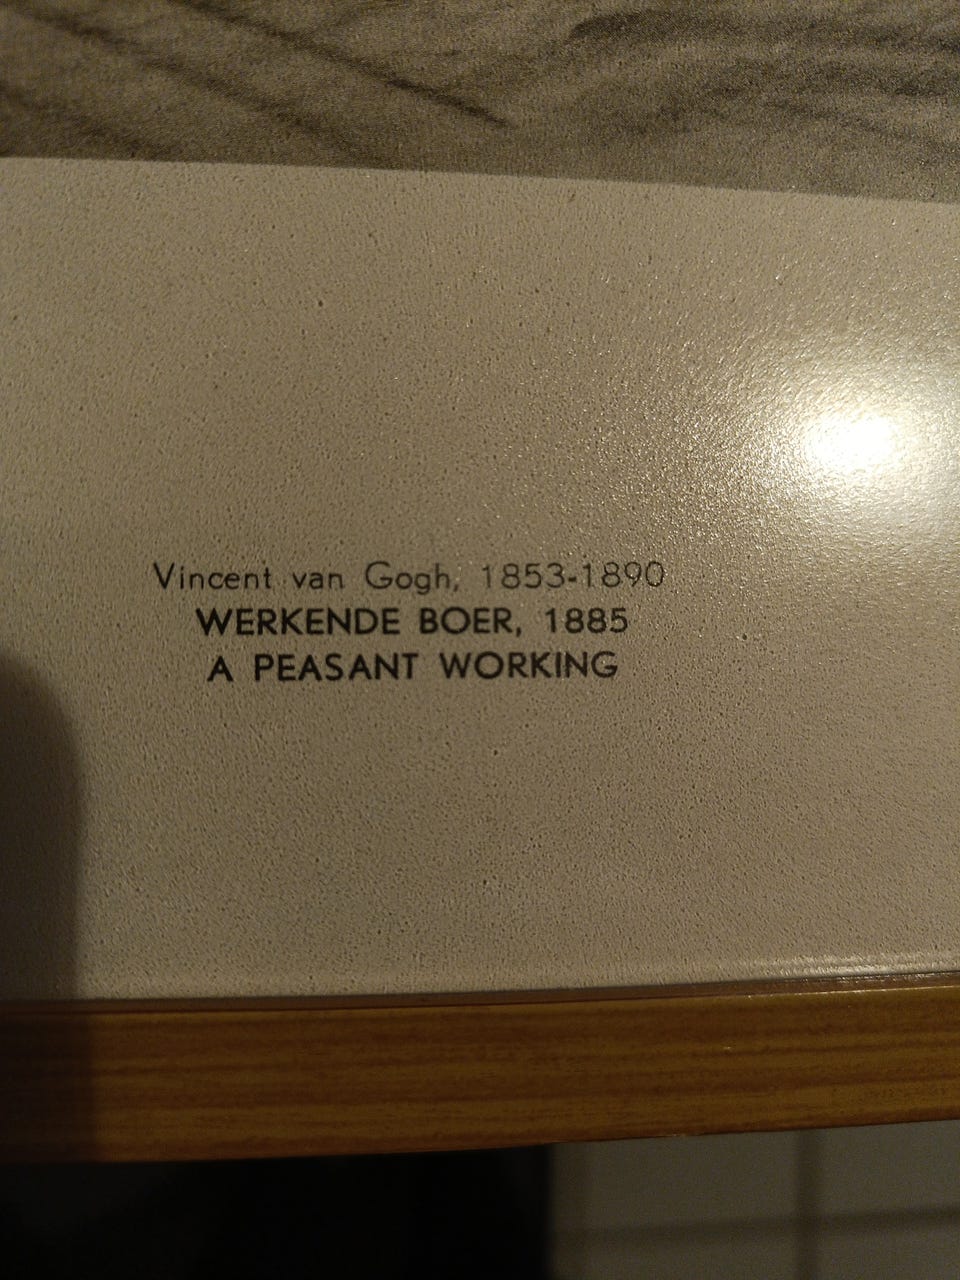 Vincent van Gogh, 1853-1890
WERKENDE BOER, 1885
A PEASANT WORKING